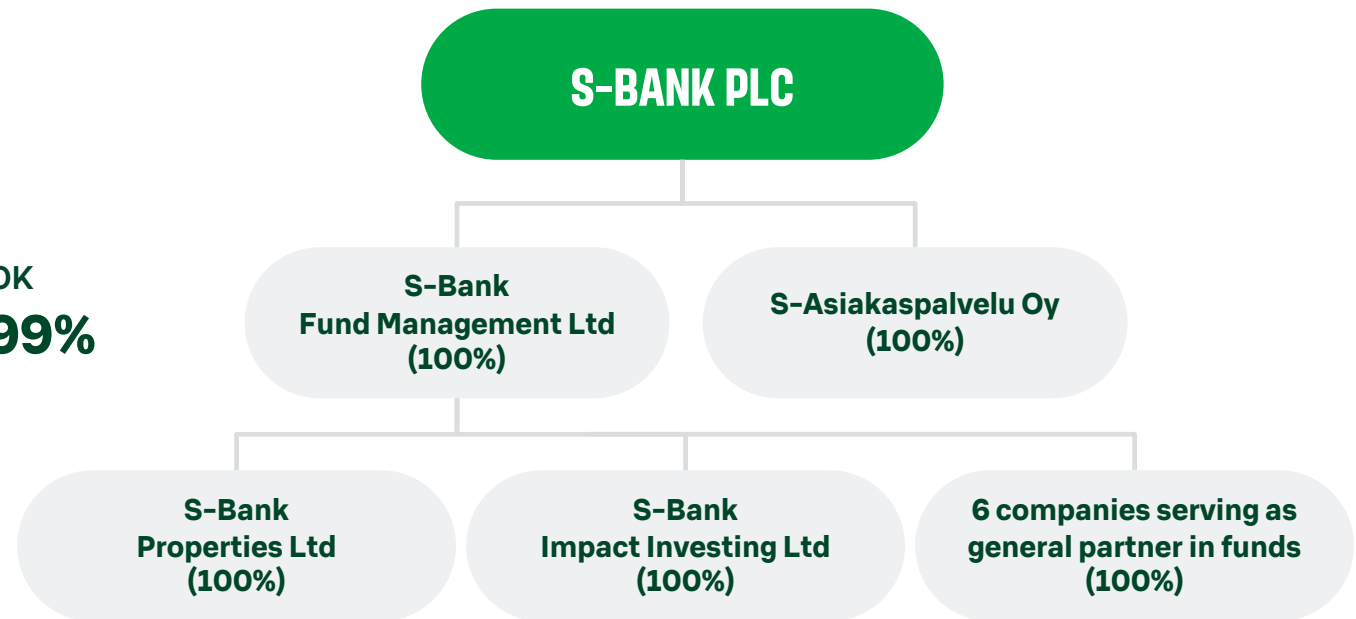 S-BANK PLC
S-Bank
Fund Management Ltd
(100%)
S-Asiakaspalvelu Oy
(100%)
99%
S-Bank
Properties Ltd
(100%)
S-Bank
Impact Investing Ltd
(100%)
6 companies serving as
general partner in funds
(100%)